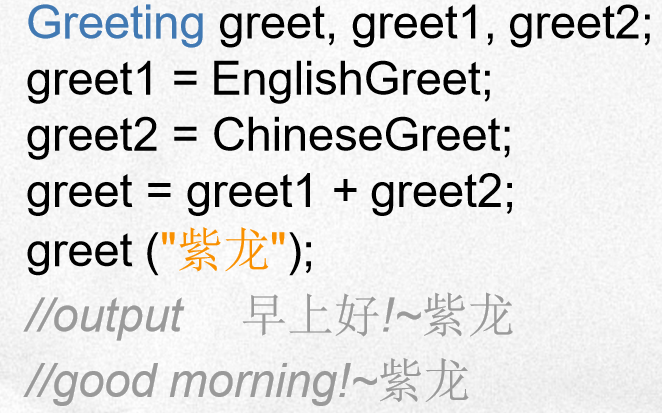 Greeting greet, greet1, greet2;
greet1 = EnglishGreet;
greet2 = ChineseGreet;
greet = greet1 + greet2;
greet ("紫龙");
//output 早上好!~紫龙
//good morning!~紫龙